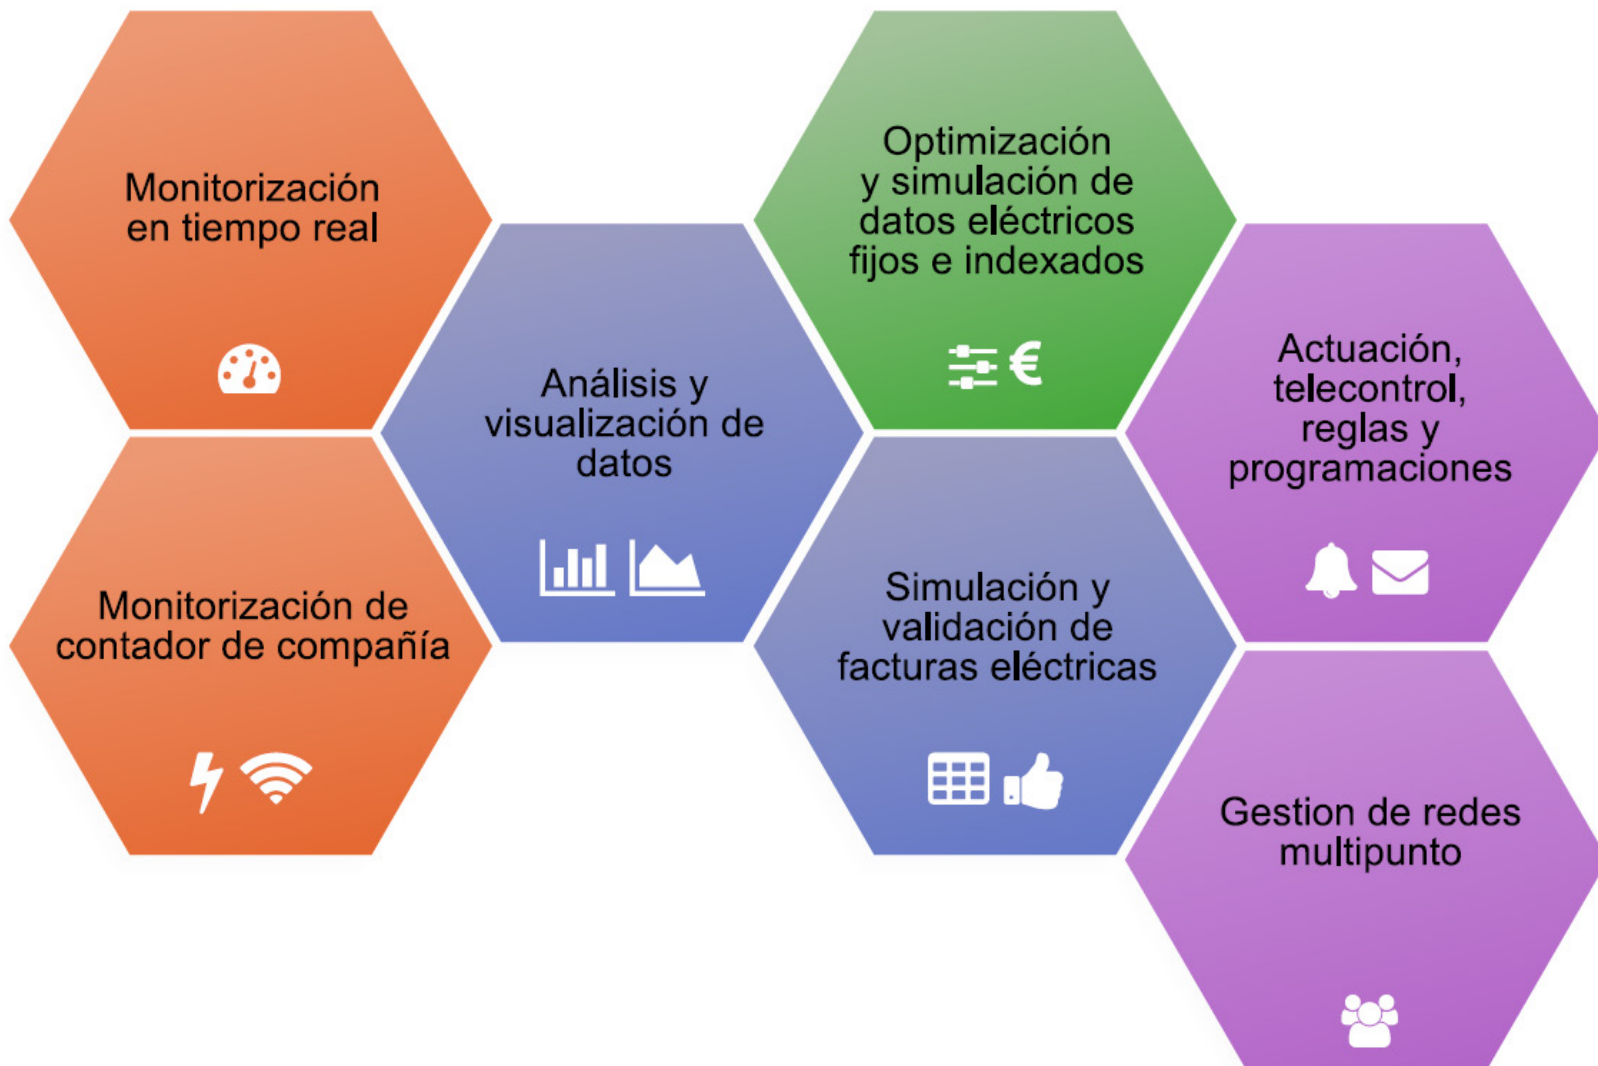 Monitorización
en tiempo real
Monitorización de
contador de compañía
Análisis y
visualización de
datos
Optimización
y simulación de
datos eléctricos
fijos e indexados
€
Simulación y
validación de
facturas eléctricas
Actuación,
telecontrol,
reglas y
programaciones
Gestion de redes
multipunto